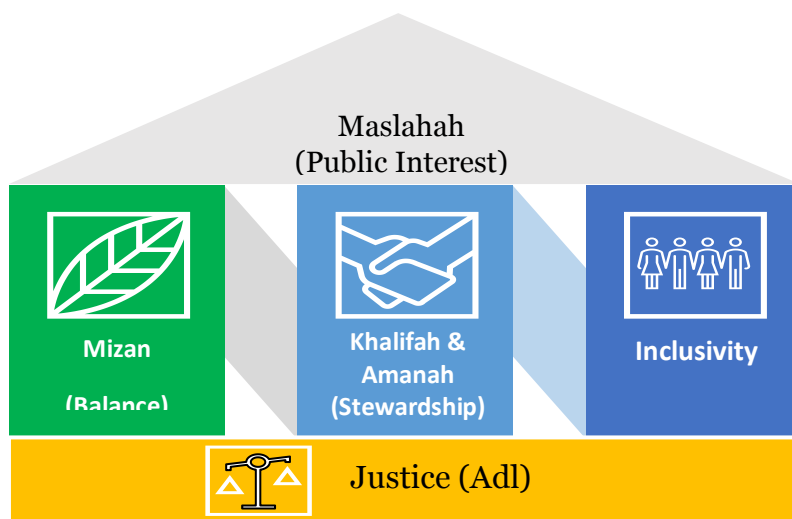 Maslahah
(Public Interest)
Mizan
(Balance)
Khalifah &
Amanah
(Stewardship)
Inclusivity
Justice (Adl)